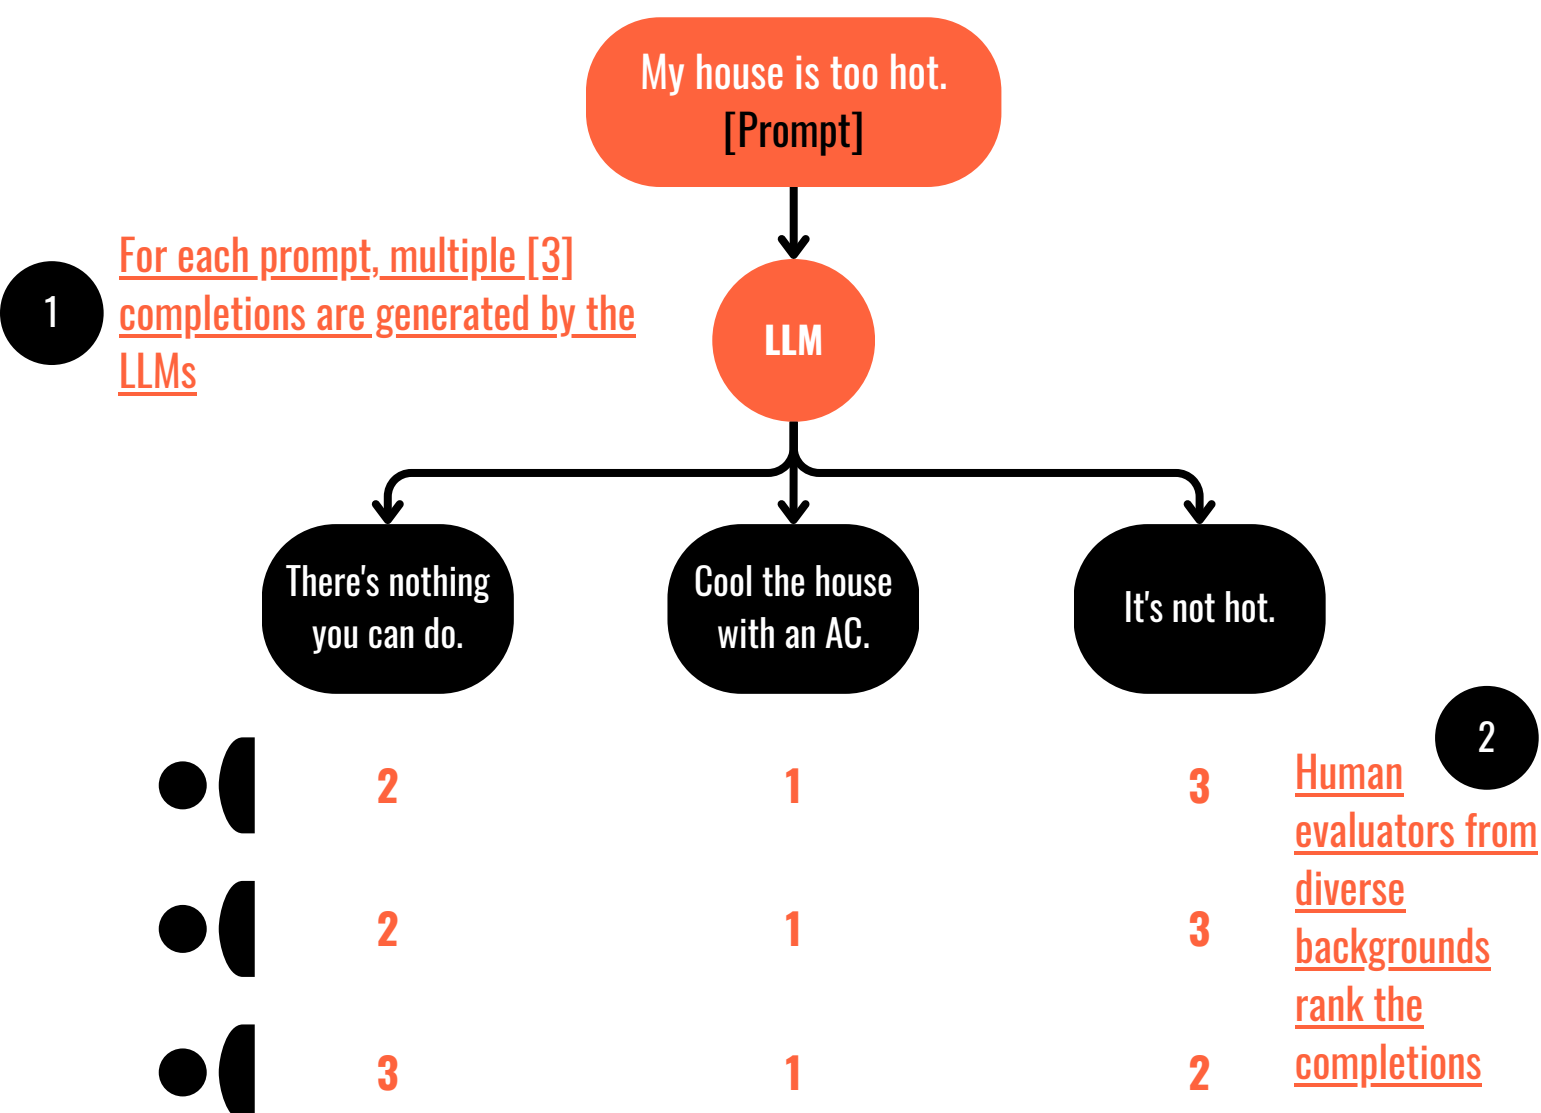 My house is too hot.
[Prompt]
1
For each prompt, multiple [3]
completions are generated by the
LLMs
LLM
There's nothing
you can do.
Cool the house
with an AC.
It's not hot.
2 1 3
2 1 3
3 1 2
2
Human
evaluators from
diverse
backgrounds
rank the
completions